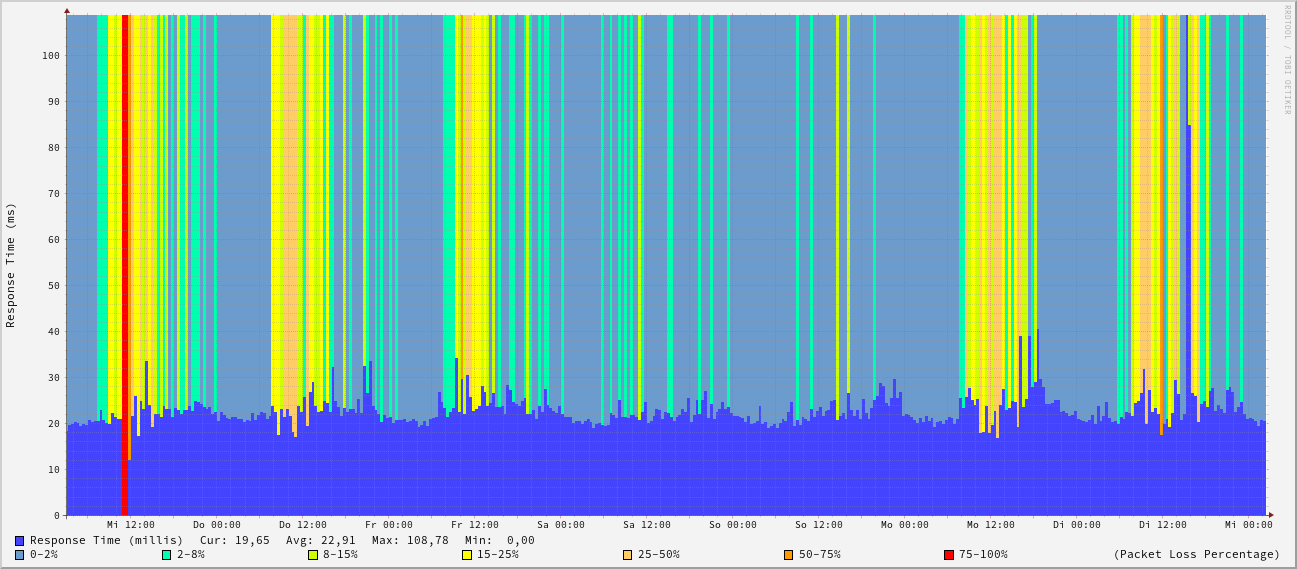 RRDTOOL / TOBI OETIKER
Response Time (ms)
100
90
80
70
60
50
40
30
20
10
0
Mi 12:00 Do 00:00 Do 12:00 Fr 00:00 Fr 12:00 Sa 00:00 Sa 12:00 So 00:00 So 12:00 Mo 00:00 Mo 12:00 Di 00:00 Di 12:00 Mi 00:00
Response Time (millis) Cur: 19,65 Avg: 22,91 Max: 108,78 Min: 0,00
0-2% 2-8% 8-15% 15-25% 25-50% 50-75% 75-100% (Packet Loss Percentage)